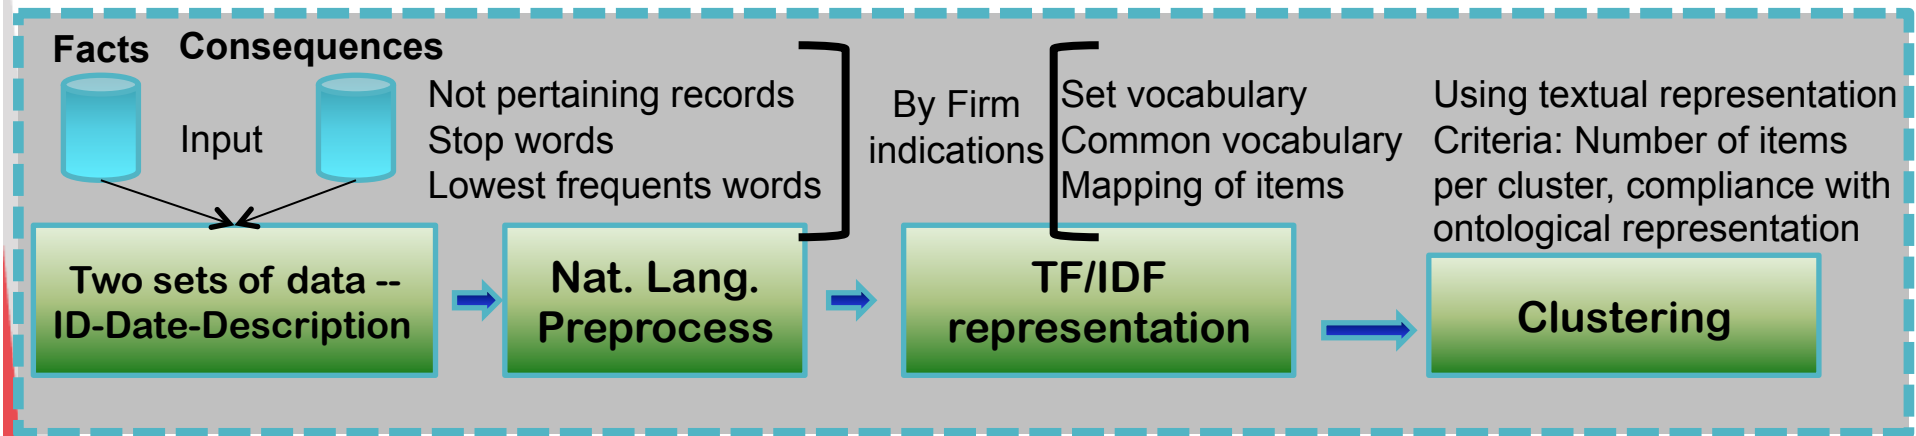 Facts
Consequences
Input
Not pertaining records
Stop words
Lowest frequents words
By Firm
indications
Set vocabulary
Common vocabulary
Mapping of items
Using textual representation
Criteria: Number of items
per cluster, compliance with
ontological representation
Two sets of data --
ID-Date-Description
Nat. Lang.
Preprocess
TF/IDF
representation
Clustering